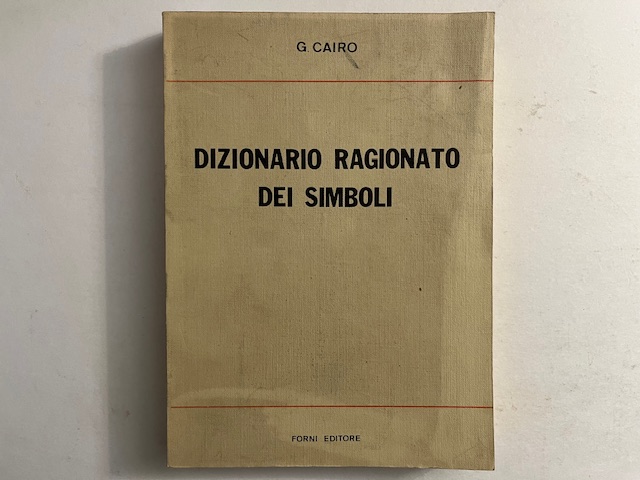 G. CAIRO
DIZIONARIO RAGIONATO
DEI SIMBOLI
FORNI EDITORE